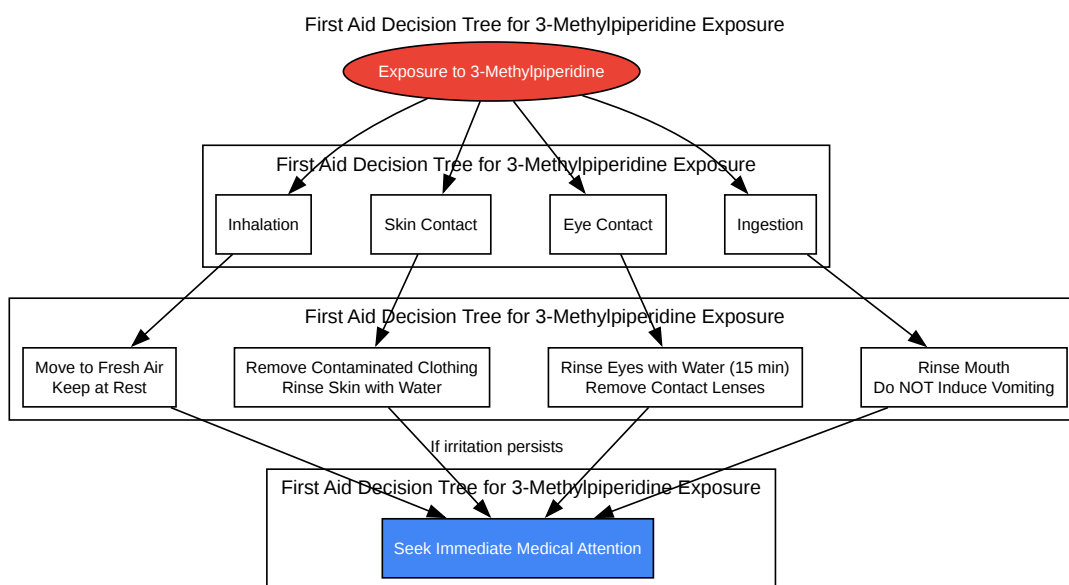 First Aid Decision Tree for 3-Methylpiperidine Exposure
Exposure to 3-Methylpiperidine
First Aid Decision Tree for 3-Methylpiperidine Exposure
Inhalation
Skin Contact
Eye Contact
Ingestion
First Aid Decision Tree for 3-Methylpiperidine Exposure
Move to Fresh Air
Keep at Rest
Remove Contaminated Clothing
Rinse Skin with Water
Rinse Eyes with Water (15 min)
Remove Contact Lenses
Rinse Mouth
Do NOT Induce Vomiting
If irritation persists
First Aid Decision Tree for 3-Methylpiperidine Exposure
Seek Immediate Medical Attention